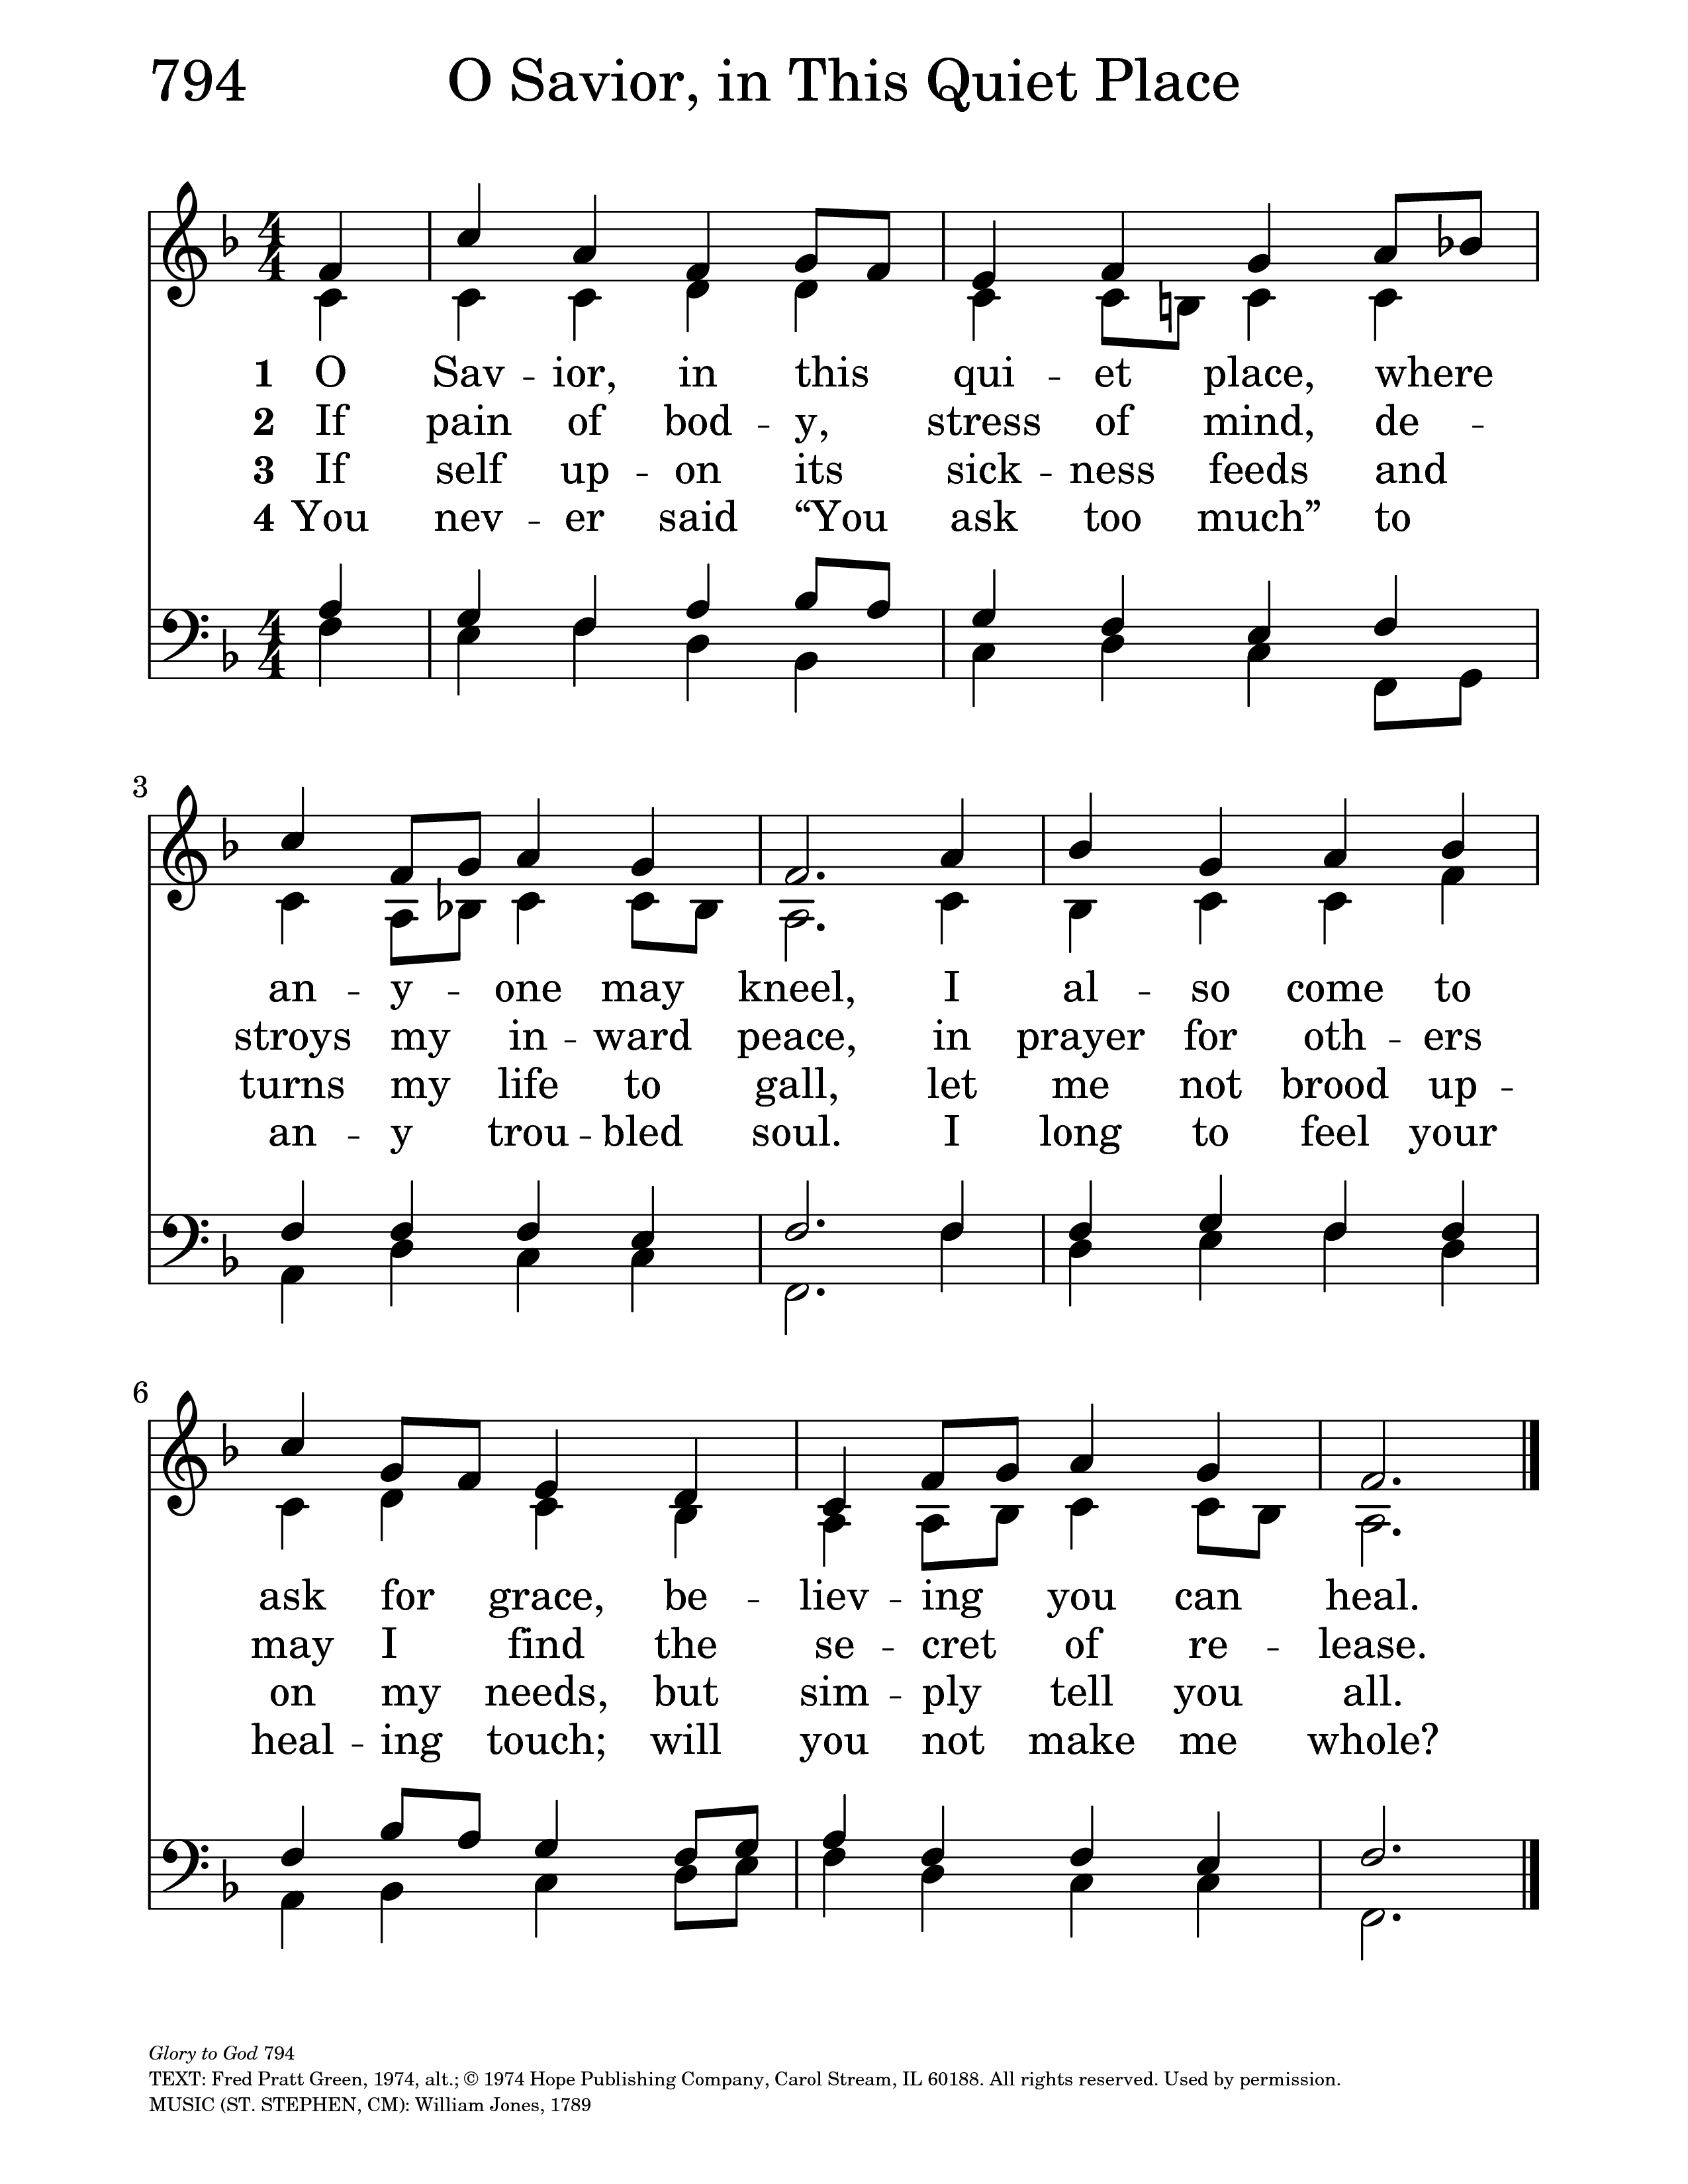 794 O Savior, in This Quiet Place
4
4
1 O Sav - ior, in this qui - et place, where
2 If pain of bod - y, stress of mind, de -
3 If self up - on its sick - ness feeds and
4 You nev - er said “You ask too much” to
4
4
3
an - y - one may kneel, I al - so come to
stroys my in - ward peace, in prayer for oth - ers
turns my life to gall, let me not brood up -
an - y trou - bled soul. I long to feel your
6
ask for grace, be - liev - ing you can heal.
may I find the se - cret of re - lease.
on my needs, but sim - ply tell you all.
heal - ing touch; will you not make me whole?
Glory to God 794
TEXT: Fred Pratt Green, 1974, alt.; © 1974 Hope Publishing Company, Carol Stream, IL 60188. All rights reserved. Used by permission.
MUSIC (ST. STEPHEN, CM): William Jones, 1789